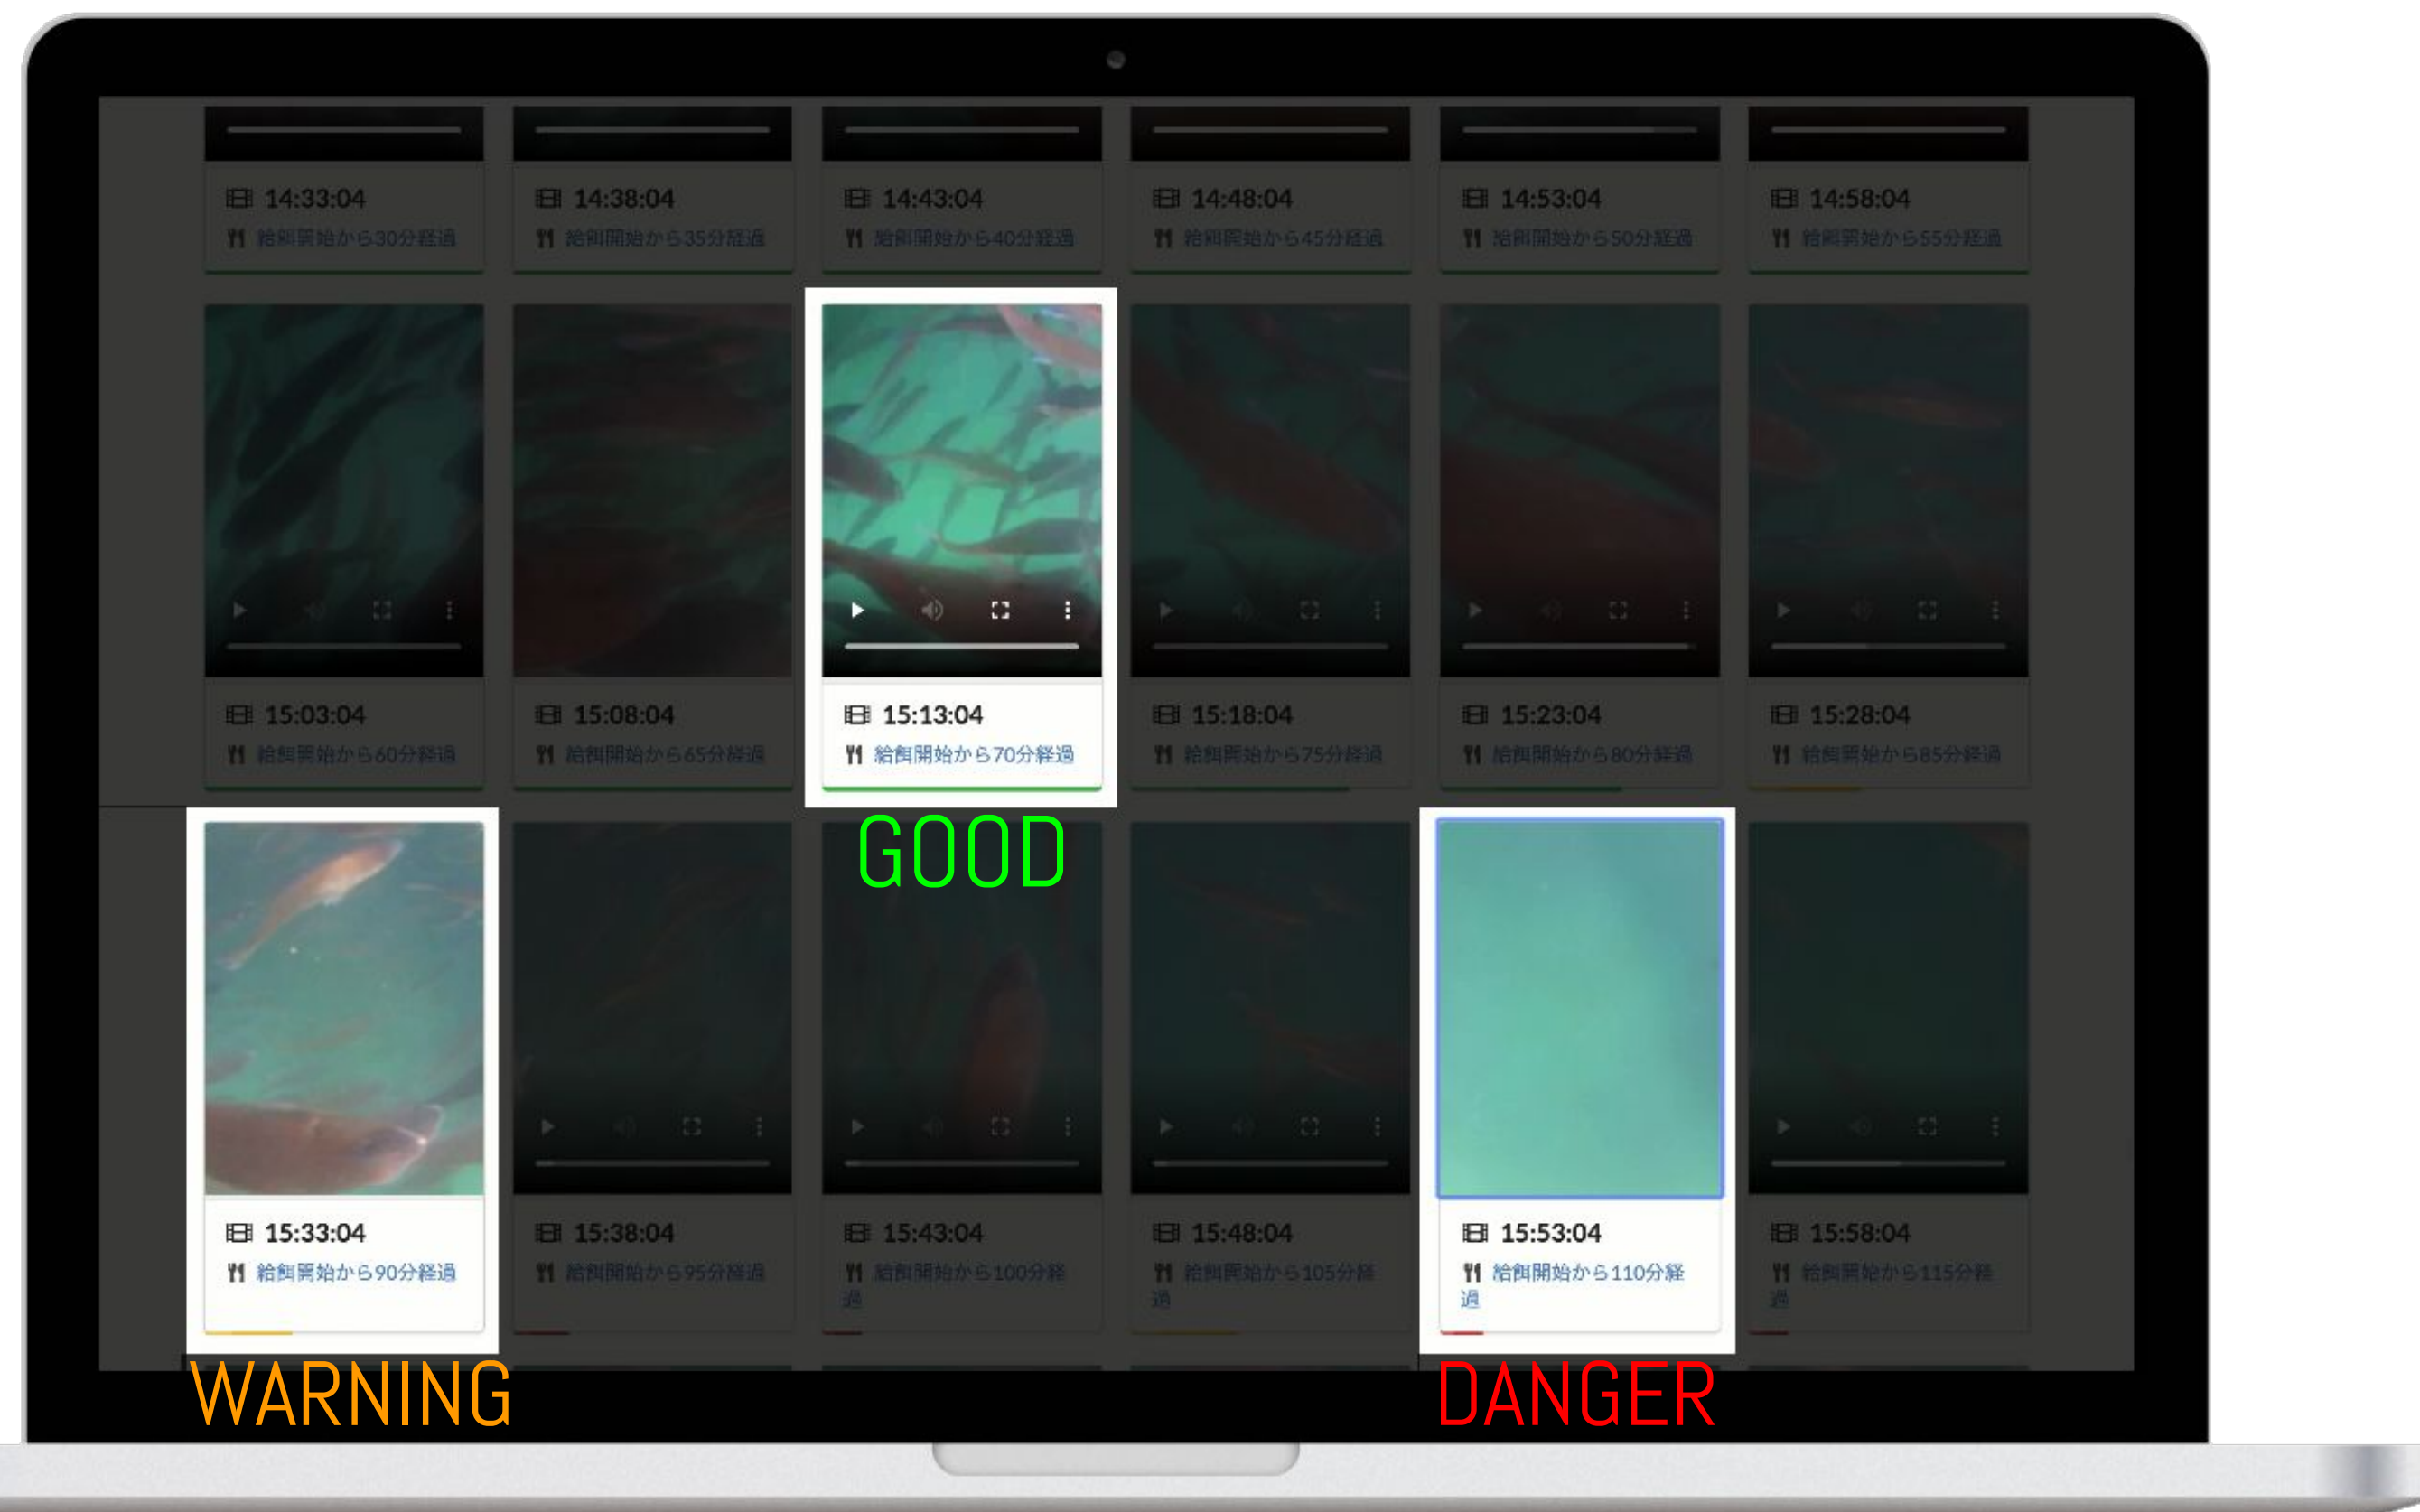 14:33:04
14:38:04
14:43:04
14:48:04
14:53:04
14:58:04
給餌開始から30分経過
給餌開始から35分経過
給餌開始から40分経過
給餌開始から45分経過
給餌開始から50分経過
給餌開始から55分経過
15:03:04
15:08:04
15:13:04
15:18:04
15:23:04
15:28:04
給餌開始から60分経過
給餌開始から65分経過
給餌開始から70分経過
給餌開始から75分経過
給餌開始から80分経過
給餌開始から85分経過
GOOD
15:33:04
15:38:04
15:43:04
15:48:04
15:53:04
15:58:04
給餌開始から90分経過
給餌開始から95分経過
給餌開始から100分経
過
給餌開始から105分経
過
給餌開始から110分経
過
給餌開始から115分経
過
WARNING
DANGER